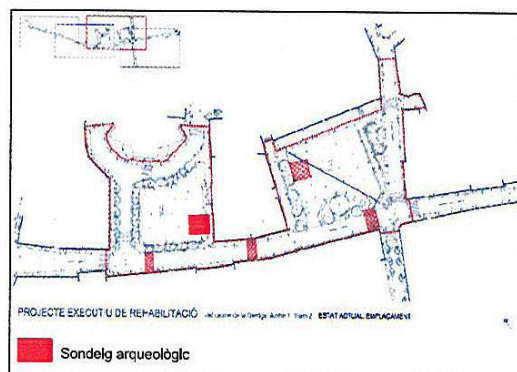 PROJECTE EXECUTIU DE REHABILITACIÓ ESTAT ACTUAL. EMPLAÇAMENT
Sondeig arqueològic